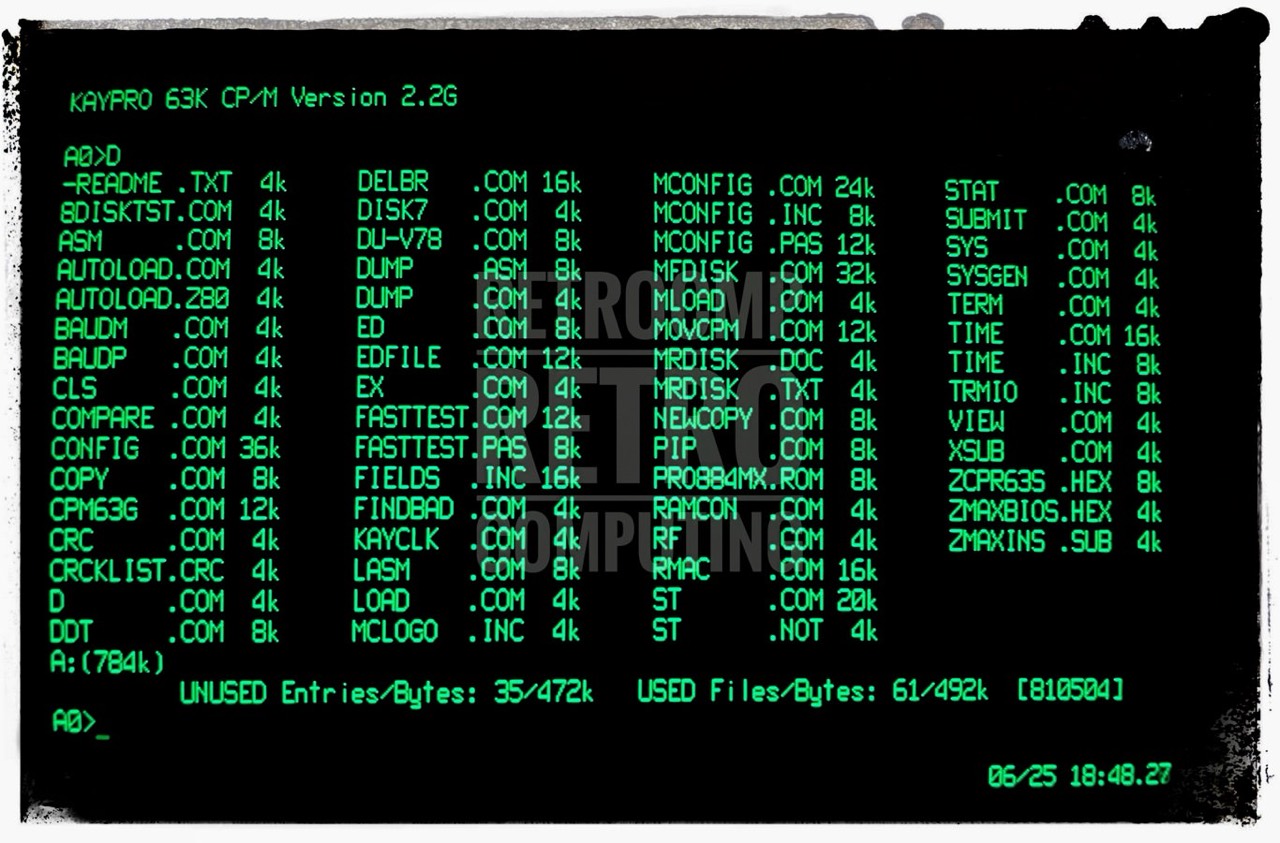 KAYPRO 63K CP/M Version 2.2G
A0>D
-README .TXT 4k DELBR .COM 16k MCONFIG .COM 24k STAT .COM 8k
8DISKTST.COM 4k DISK7 .COM 4k MCONFIG .INC 8k SUBMIT .COM 4k
ASM .COM 8k DU-V78 .COM 8k MCONFIG .PAS 12k SYS .COM 4k
AUTOLOAD.COM 4k DUMP .ASM 8k MFDISK .COM 32k SYSGEN .COM 4k
AUTOLOAD.Z80 4k DUMP .COM 4k MLOAD .COM 4k TERM .COM 4k
BAUDM .COM 4k ED .COM 8k MOVCPM .COM 12k TIME .COM 16k
BAUDP .COM 4k EDFILE .COM 12k MRDISK .DOC 4k TIME .INC 8k
CLS .COM 4k EX .COM 4k MRDISK .TXT 4k TRMIO .INC 8k
COMPARE .COM 4k FASTTEST.COM 12k NEWCOPY .COM 8k VIEW .COM 4k
CONFIG .COM 36k FASTTEST.PAS 8k PIP .COM 8k XSUB .COM 4k
COPY .COM 8k FIELDS .INC 16k PRO884MX.ROM 8k ZCPR63S .HEX 8k
CPM63G .COM 12k FINDBAD .COM 4k RAMCON .COM 4k ZMAXBIOS.HEX 4k
CRC .COM 4k KAYCLK .COM 4k RF .COM 4k ZMAXINS .SUB 4k
CRCKLIST.CRC 4k LASM .COM 8k RMAC .COM 16k
D .COM 4k LOAD .COM 4k ST .COM 20k
DDT .COM 8k MCLOGO .INC 4k ST .NOT 4k
A:(784k)
UNUSED Entries/Bytes: 35/472k USED Files/Bytes: 61/492k [810504]
A0>_
06/25 18:48.27
RETROCMP
RETRO
COMPUTING